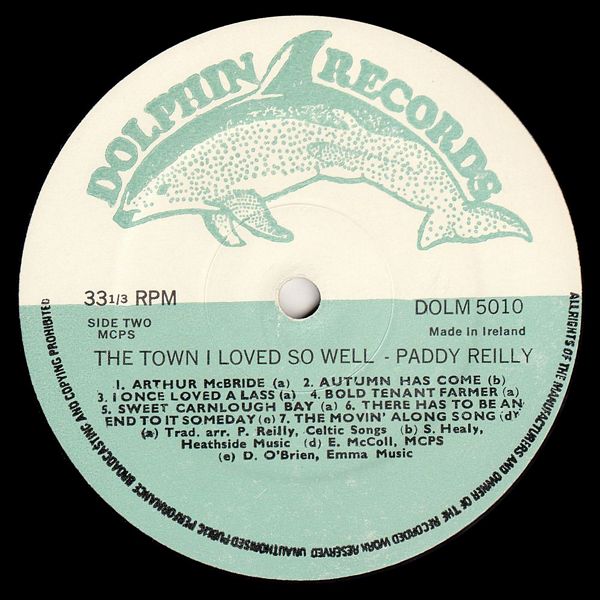 DOLPHIN RECORDS
33 1/3 RPM
DOLM 5010
SIDE TWO
Made in Ireland
MCPS
THE TOWN I LOVED SO WELL - PADDY REILLY
1. ARTHUR McBRIDE (a) 2. AUTUMN HAS COME (b)
3. I ONCE LOVED A LASS (a) 4. BOLD TENANT FARMER (a)
5. SWEET CARNLOUGH BAY (a) 6. THERE HAS TO BE AN
END TO IT SOMEDAY (e) 7. THE MOVIN' ALONG SONG (d)
(a) Trad. arr. P. Reilly, Celtic Songs (b) S. Healy,
Heathside Music (d) E. McColl, MCPS
(e) D. O'Brien, Emma Music
ALL RIGHTS OF THE MANUFACTURERS AND OWNER OF THE RECORDED WORK RESERVED UNAUTHORISED PUBLIC PERFORMANCE BROADCASTING AND COPYING PROHIBITED